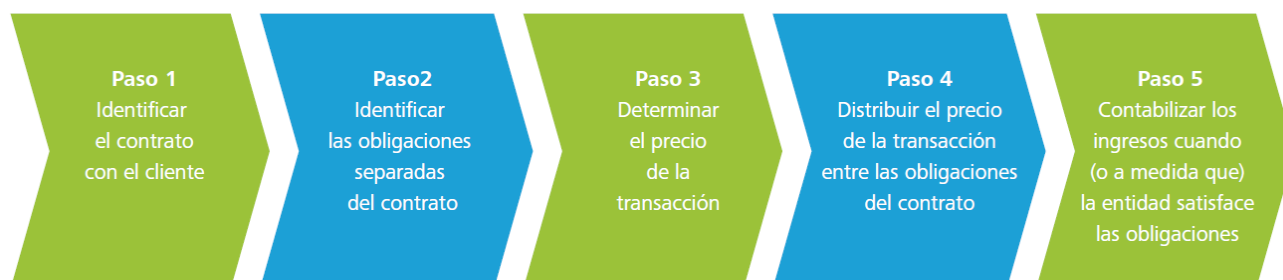 Paso 1
Identificar
el contrato
con el cliente
Paso2
Identificar
las obligaciones
separadas
del contrato
Paso 3
Determinar
el precio
de la
transacción
Paso 4
Distribuir el precio
de la transacción
entre las obligaciones
del contrato
Paso 5
Contabilizar los
ingresos cuando
(o a medida que)
la entidad satisface
las obligaciones